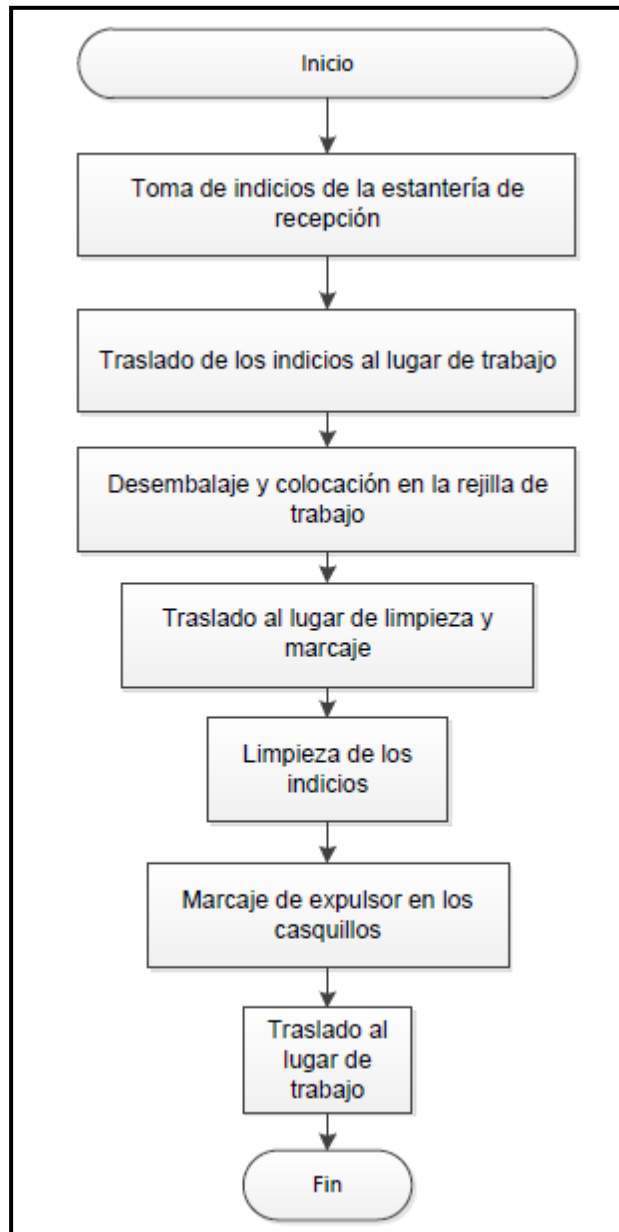 Inicio
Toma de indicios de la estantería de
recepción
Traslado de los indicios al lugar de trabajo
Desembalaje y colocación en la rejilla de
trabajo
Traslado al lugar de limpieza y
marcaje
Limpieza de los
indicios
Marcaje de expulsor en los
casquillos
Traslado al
lugar de
trabajo
Fin